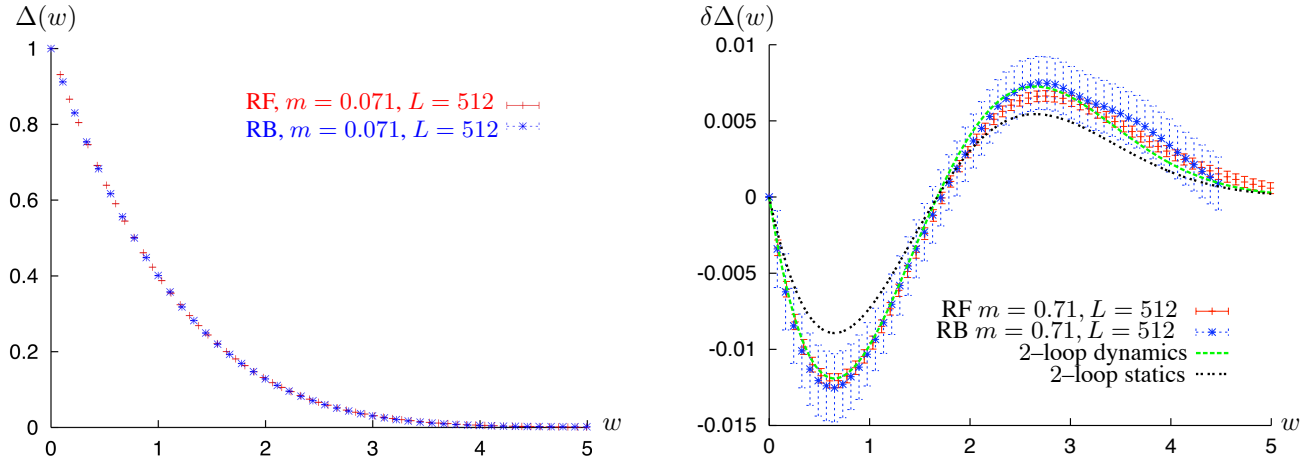 Δ(w)
1
0.8
0.6
0.4
0.2
0
0
1
2
3
4
5
w
RF, m = 0.071, L = 512
RB, m = 0.071, L = 512
δΔ(w)
0.01
0.005
0
-0.005
-0.01
-0.015
0
1
2
3
4
5
w
RF m = 0.71, L = 512
RB m = 0.71, L = 512
2–loop dynamics
2–loop statics